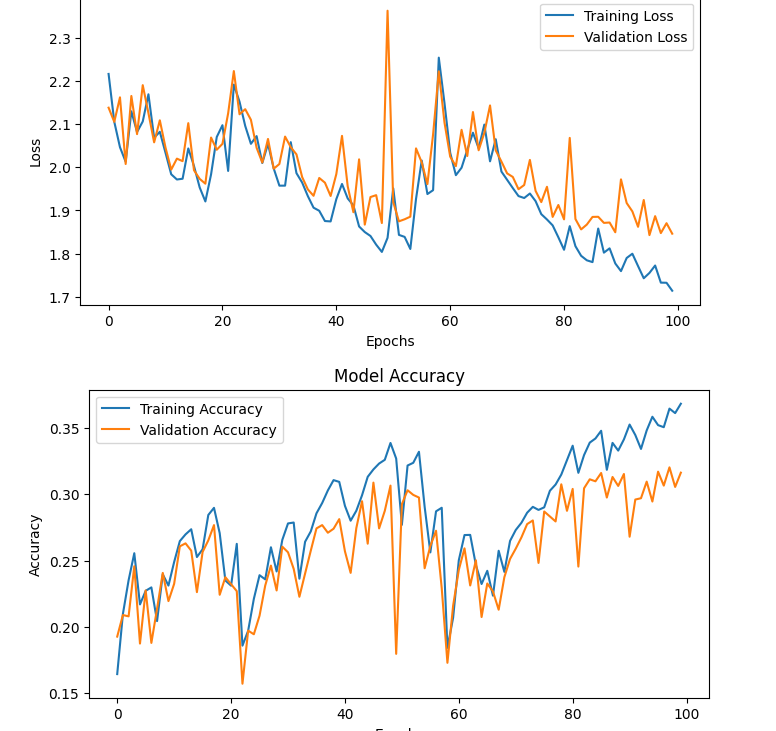 Training Loss
Validation Loss
2.3
2.2
2.1
2.0
1.9
1.8
1.7
Loss
0 20 40 60 80 100
Epochs
Model Accuracy
Training Accuracy
Validation Accuracy
0.35
0.30
0.25
0.20
0.15
Accuracy
0 20 40 60 80 100